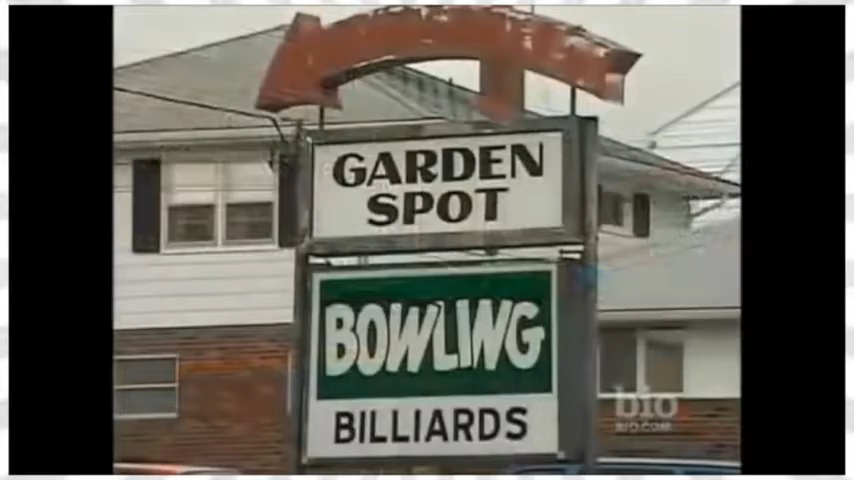 GARDEN
SPOT
BOWLING
BILLIARDS
bio
BIO.COM